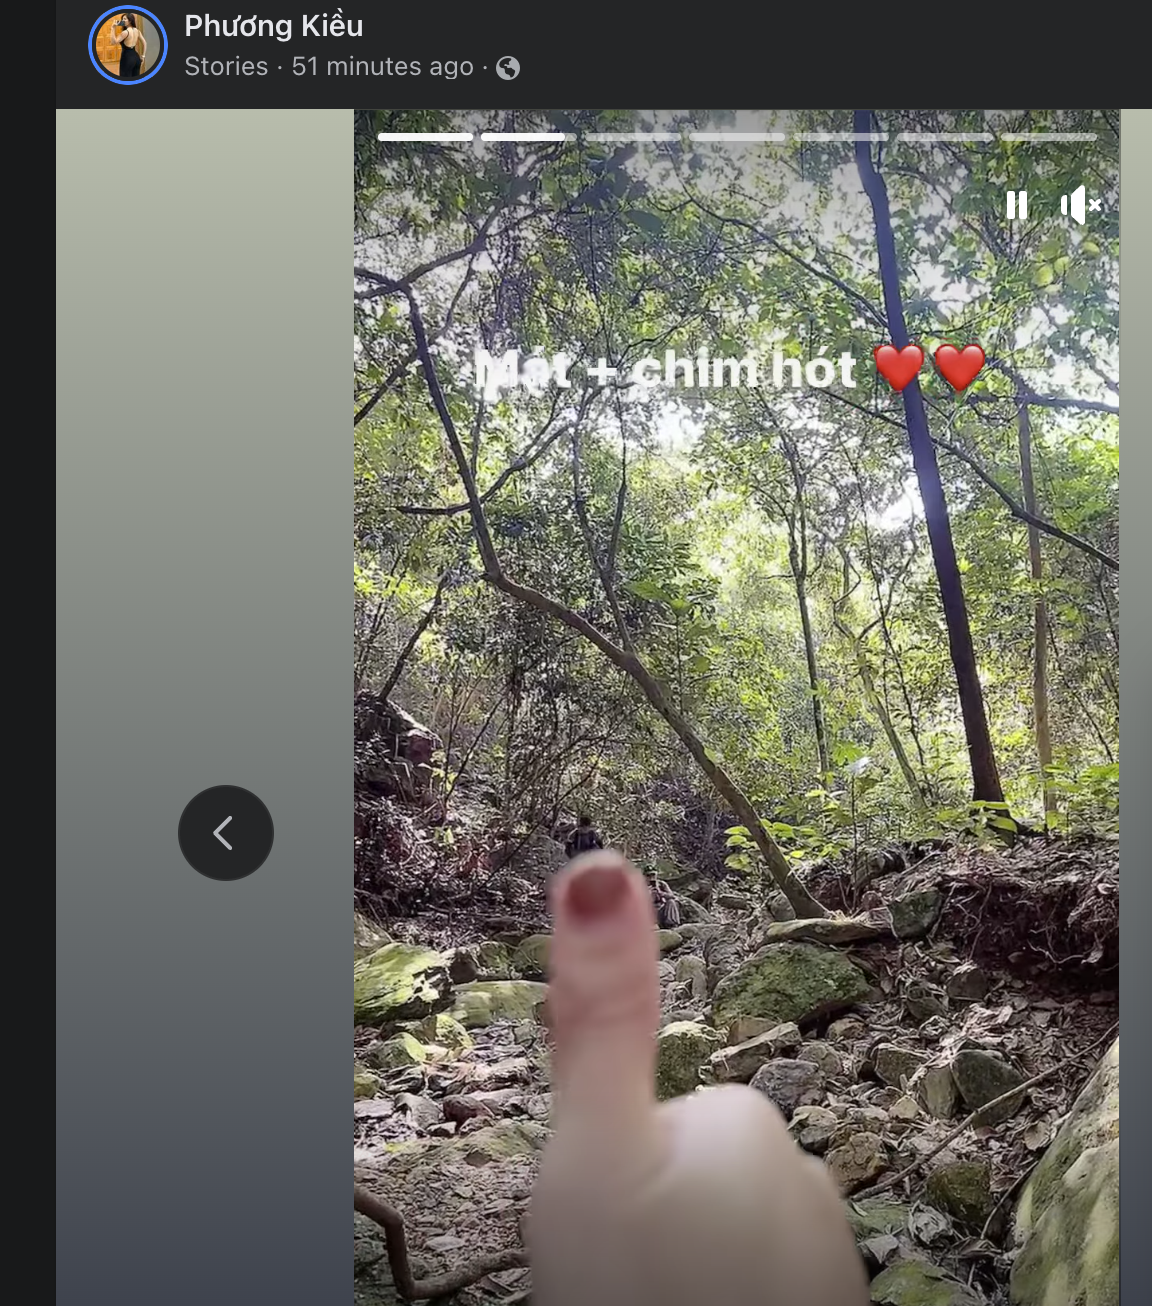 Phương Kiều
Stories · 51 minutes ago ·
Mát + chim hót ❤️❤️